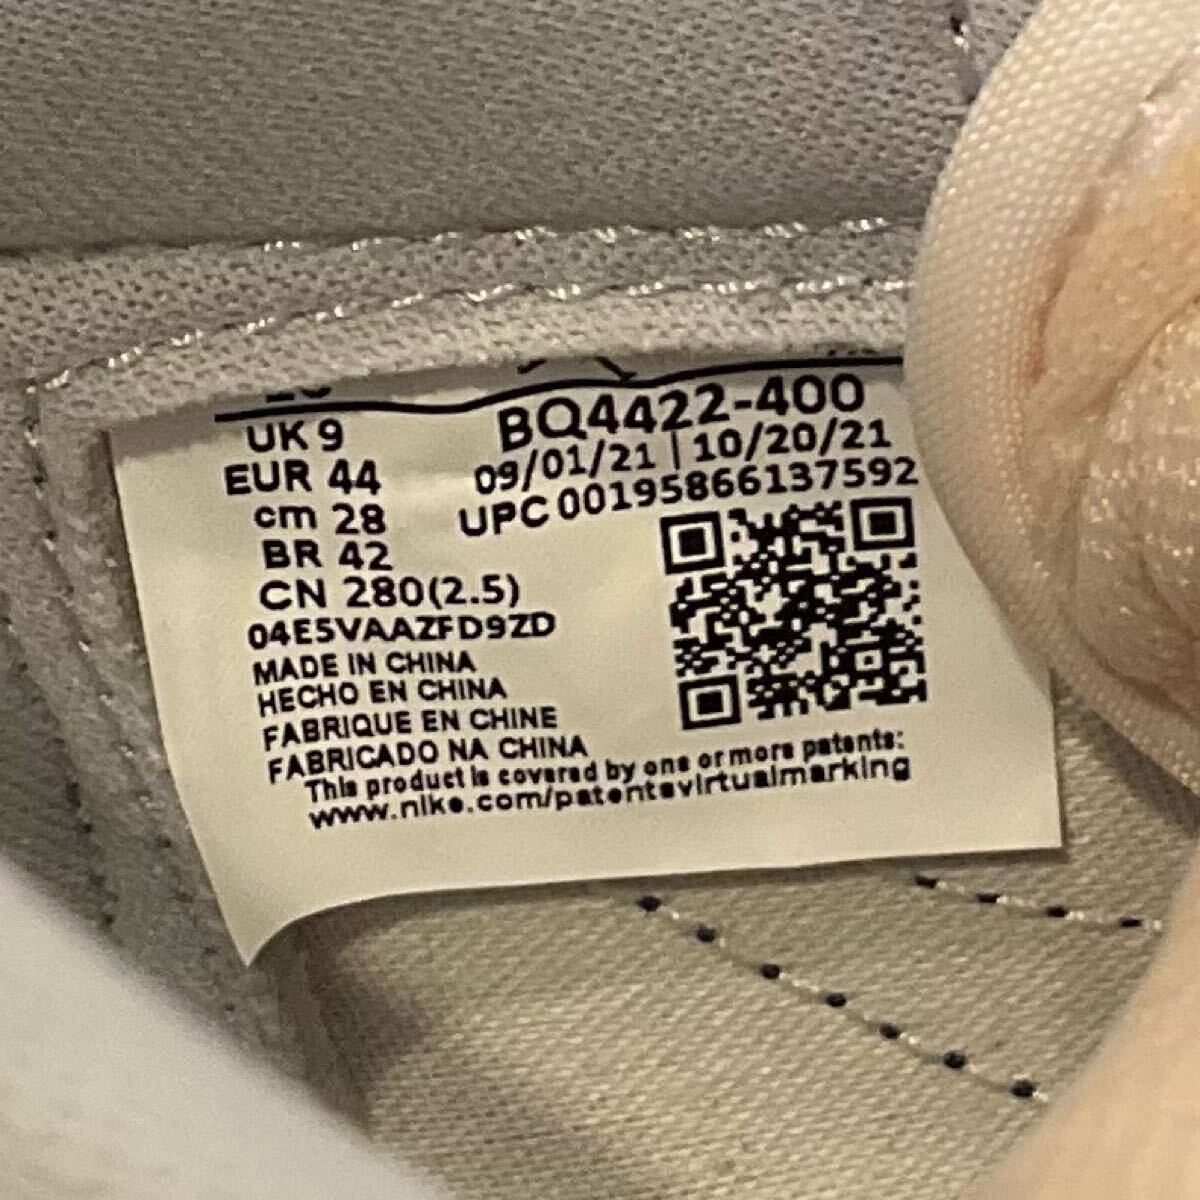 UK 9
EUR 44
cm 28
BR 42
CN 280(2.5)
04E5VAAZFD9ZD
MADE IN CHINA
HECHO EN CHINA
FABRIQUE EN CHINE
FABRICADO NA CHINA
BQ4422-400
09/01/21 | 10/20/21
UPC 00195866137592
This product is covered by one or more patents:
www.nike.com/patentsvirtualmarking